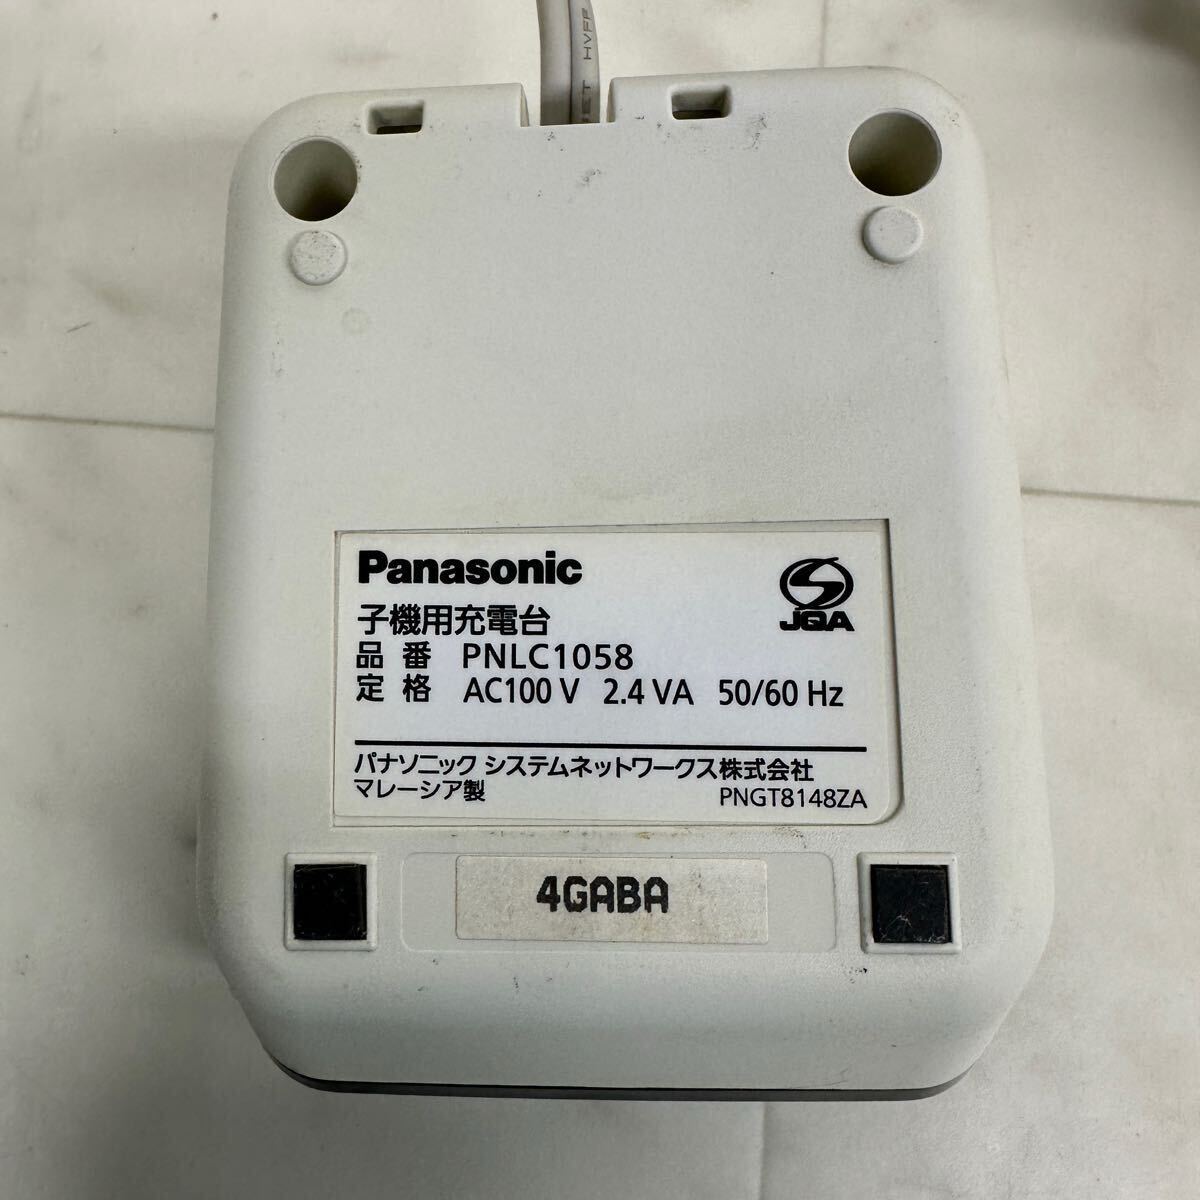 HVFF
Panasonic
JQA
子機用充電台
品番 PNLC1058
定格 AC100 V 2.4 VA 50/60 Hz
パナソニック システムネットワークス株式会社
マレーシア製 PNGT8148ZA
4GABA